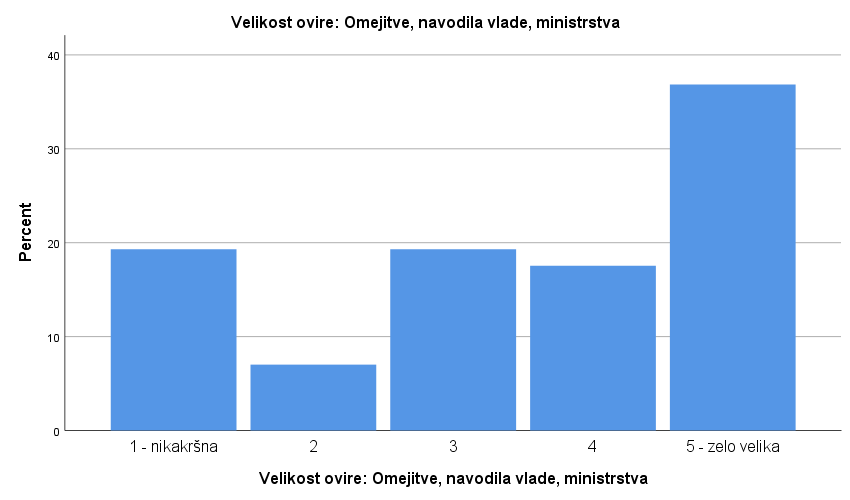 Velikost ovire: Omejitve, navodila vlade, ministrstva
40
30
20
10
0
Percent
1 - nikakršna
2
3
4
5 - zelo velika
Velikost ovire: Omejitve, navodila vlade, ministrstva